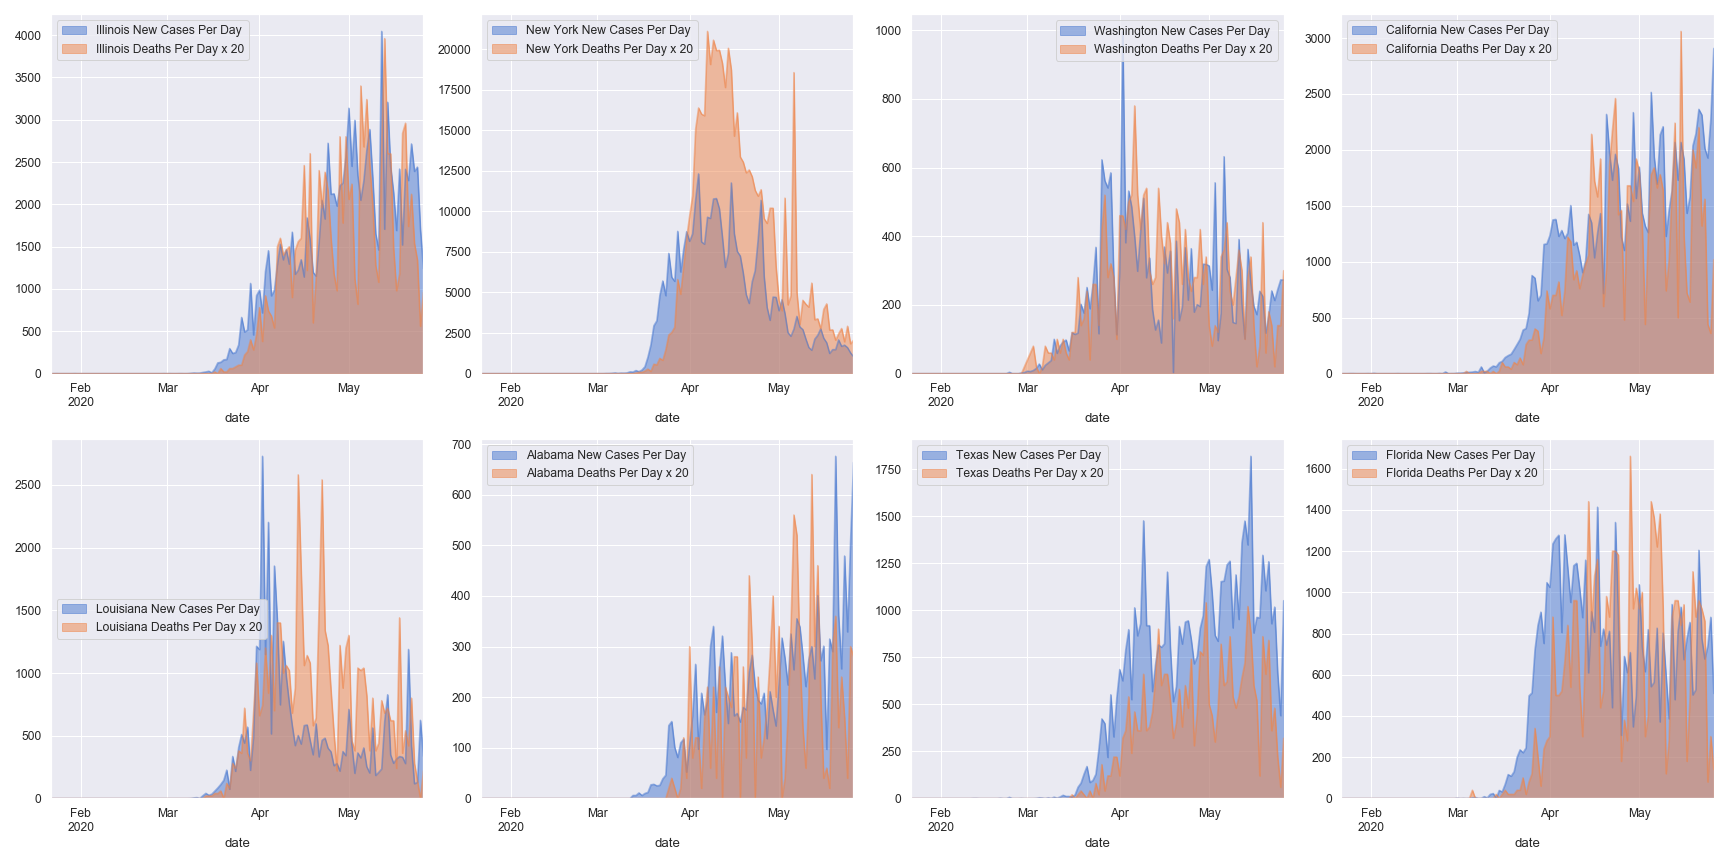 Illinois New Cases Per Day
Illinois Deaths Per Day x 20
4000
3500
3000
2500
2000
1500
1000
500
0
Feb
2020
Mar
Apr
May
date
New York New Cases Per Day
New York Deaths Per Day x 20
20000
17500
15000
12500
10000
7500
5000
2500
0
Feb
2020
Mar
Apr
May
date
Washington New Cases Per Day
Washington Deaths Per Day x 20
1000
800
600
400
200
0
Feb
2020
Mar
Apr
May
date
California New Cases Per Day
California Deaths Per Day x 20
3000
2500
2000
1500
1000
500
0
Feb
2020
Mar
Apr
May
date
Louisiana New Cases Per Day
Louisiana Deaths Per Day x 20
2500
2000
1500
1000
500
0
Feb
2020
Mar
Apr
May
date
Alabama New Cases Per Day
Alabama Deaths Per Day x 20
700
600
500
400
300
200
100
0
Feb
2020
Mar
Apr
May
date
Texas New Cases Per Day
Texas Deaths Per Day x 20
1750
1500
1250
1000
750
500
250
0
Feb
2020
Mar
Apr
May
date
Florida New Cases Per Day
Florida Deaths Per Day x 20
1600
1400
1200
1000
800
600
400
200
0
Feb
2020
Mar
Apr
May
date